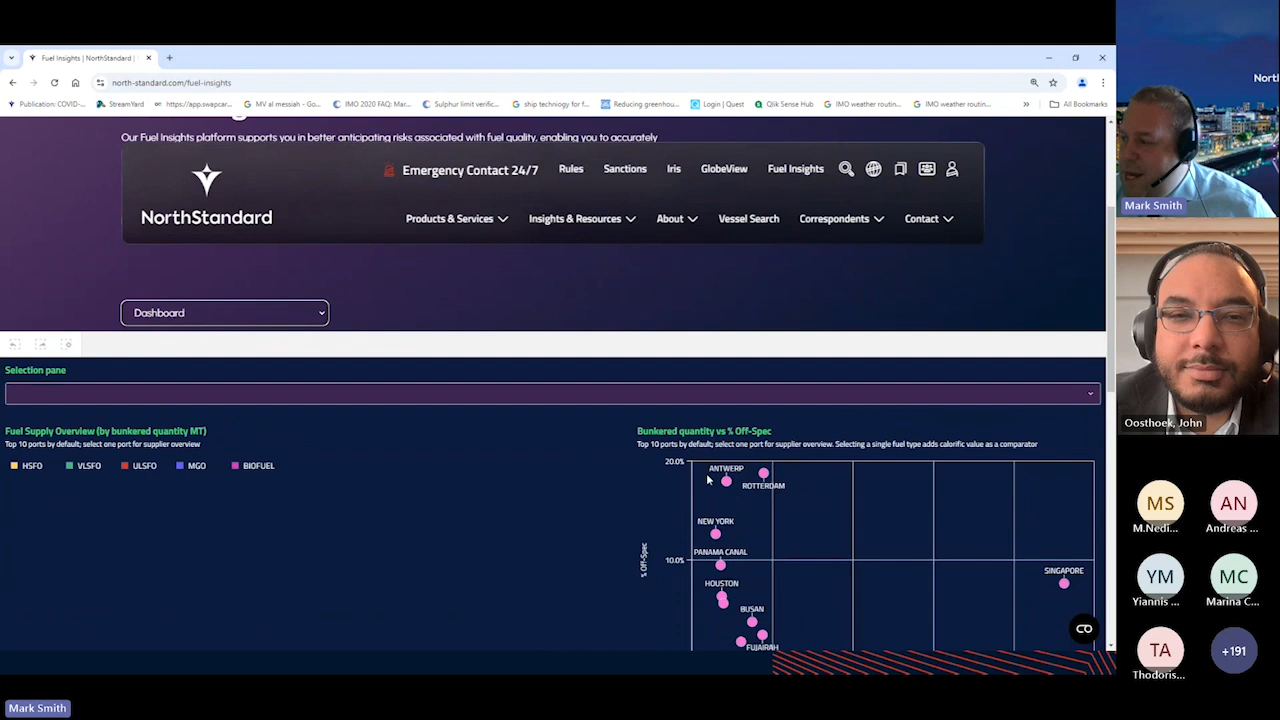 Fuel Insights | NorthStandard |
north-standard.com/fuel-insights
Publication: COVID-...
StreamYard
https://app.swapcar...
MV al messiah - Go...
IMO 2020 FAQ: Mar...
Sulphur limit verific...
ship techniogy for f...
Reducing greenhou...
Login | Quest
Qlik Sense Hub
IMO weather routin...
IMO weather routin...
All Bookmarks
Our Fuel Insights platform supports you in better anticipating risks associated with fuel quality, enabling you to accurately
Emergency Contact 24/7 Rules Sanctions Iris GlobeView Fuel Insights
NorthStandard
Products & Services Insights & Resources About Vessel Search Correspondents Contact
Dashboard
Selection pane
Fuel Supply Overview (by bunkered quantity MT)
Top 10 ports by default; select one port for supplier overview
HSFO VLSFO ULSFO MGO BIOFUEL
Bunkered quantity vs % Off-Spec
Top 10 ports by default; select one port for supplier overview. Selecting a single fuel type adds calorific value as a comparator
20.0%
ANTWERP
ROTTERDAM
NEW YORK
PANAMA CANAL
10.0%
% Off-Spec
SINGAPORE
HOUSTON
BUSAN
FUJAIRAH
Nort
Mark Smith
Oosthoek, John
MS
M.Nedi...
AN
Andreas ...
YM
Yiannis ...
MC
Marina C...
TA
Thodoris...
+191
Mark Smith